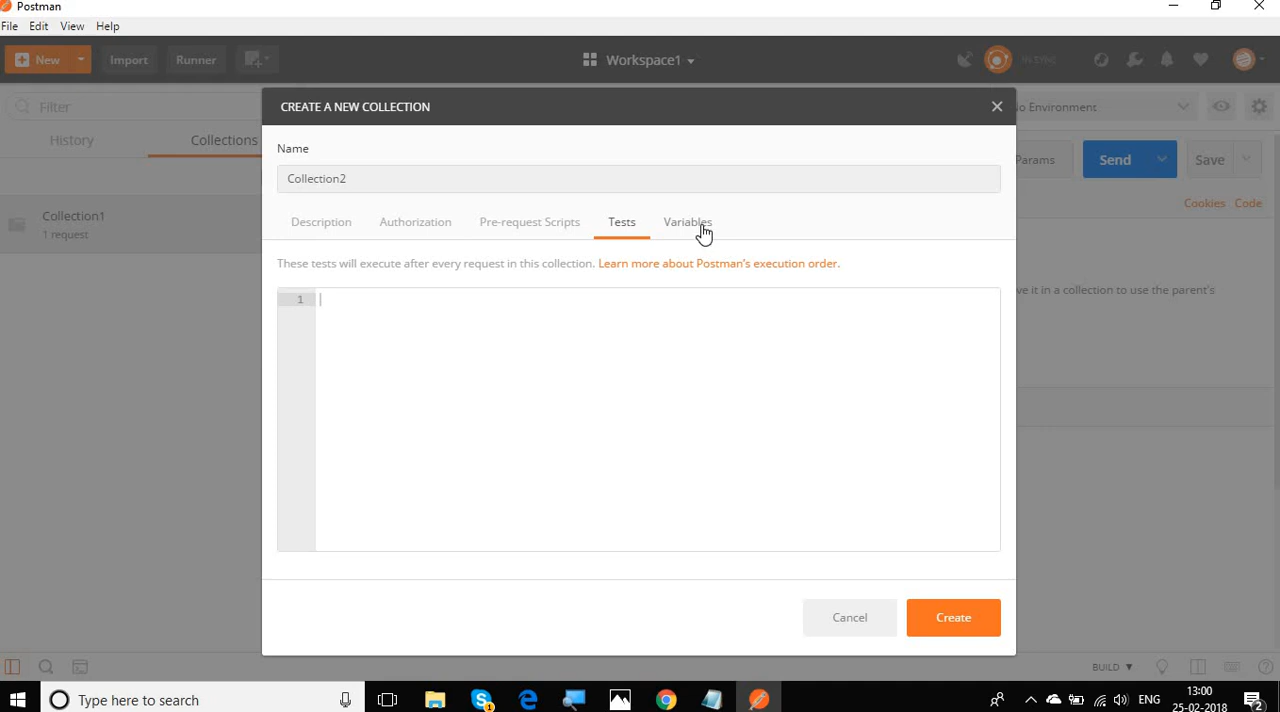 Postman
File Edit View Help
New Import Runner Workspace1 IN SYNC
Filter
History Collections
Collection1
1 request
CREATE A NEW COLLECTION
Name
Collection2
Description Authorization Pre-request Scripts Tests Variables
These tests will execute after every request in this collection. Learn more about Postman's execution order.
1
Cancel Create
o Environment
Params Send Save
Cookies Code
ve it in a collection to use the parent's
BUILD
Type here to search
ENG
13:00
25-02-2018
2